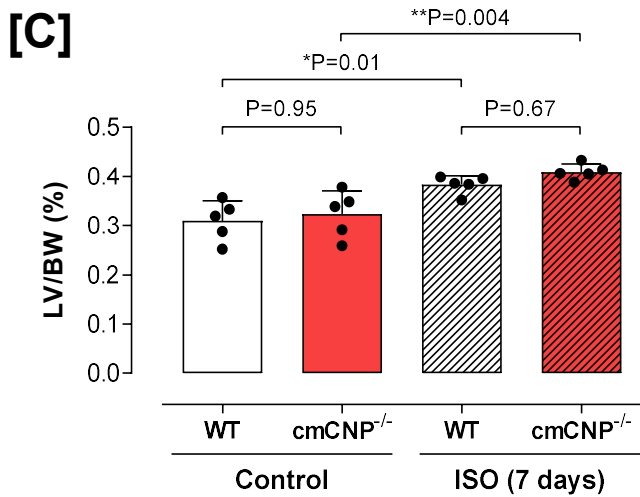 [C]
**P=0.004
*P=0.01
P=0.95 P=0.67
LV/BW (%)
0.5
0.4
0.3
0.2
0.1
0.0
WT cmCNP-/- WT cmCNP-/-
Control ISO (7 days)